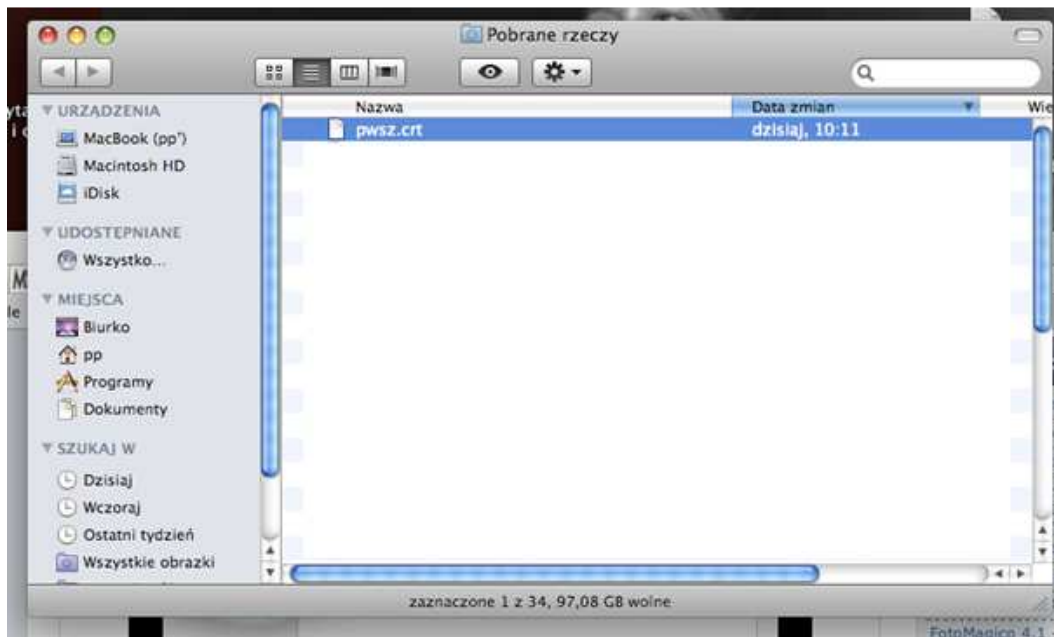 Pobrane rzeczy
Nazwa Data zmian Wie
pwsz.crt dzisiaj, 10:11
URZĄDZENIA
MacBook (pp')
Macintosh HD
iDisk
UDOSTĘPNIANE
Wszystko...
MIEJSCA
Biurko
pp
Programy
Dokumenty
SZUKAJ W
Dzisiaj
Wczoraj
Ostatni tydzień
Wszystkie obrazki
zaznaczone 1 z 34, 97,08 GB wolne
FotoMagico 4.1